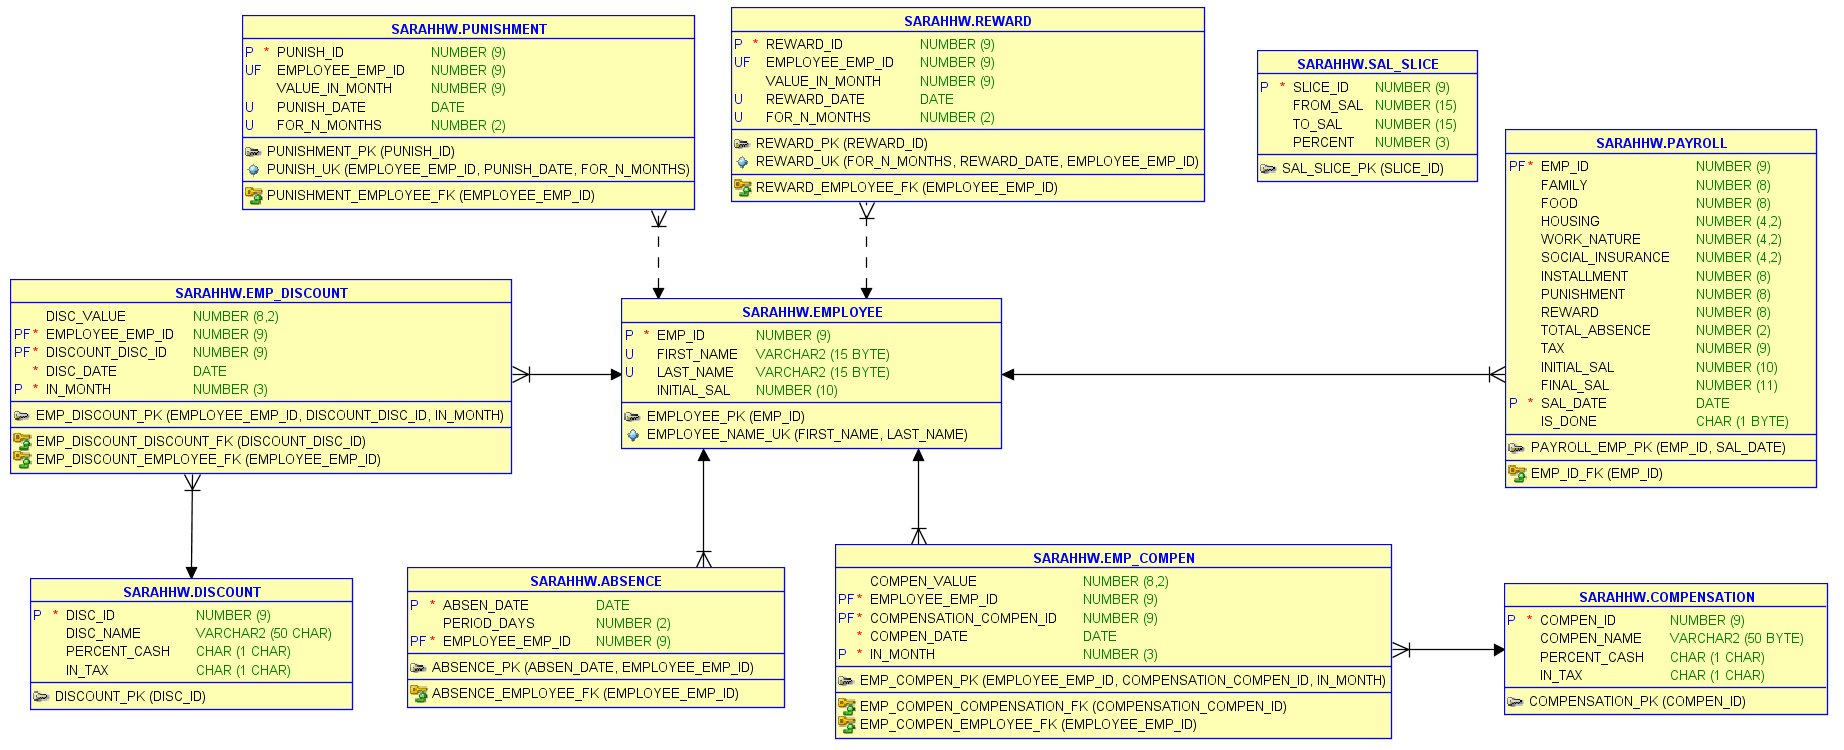 SARAHHW.PUNISHMENT
P * PUNISH_ID NUMBER (9)
UF EMPLOYEE_EMP_ID NUMBER (9)
VALUE_IN_MONTH NUMBER (9)
U PUNISH_DATE DATE
U FOR_N_MONTHS NUMBER (2)
PUNISHMENT_PK (PUNISH_ID)
PUNISH_UK (EMPLOYEE_EMP_ID, PUNISH_DATE, FOR_N_MONTHS)
PUNISHMENT_EMPLOYEE_FK (EMPLOYEE_EMP_ID)
SARAHHW.REWARD
P * REWARD_ID NUMBER (9)
UF EMPLOYEE_EMP_ID NUMBER (9)
VALUE_IN_MONTH NUMBER (9)
U REWARD_DATE DATE
U FOR_N_MONTHS NUMBER (2)
REWARD_PK (REWARD_ID)
REWARD_UK (FOR_N_MONTHS, REWARD_DATE, EMPLOYEE_EMP_ID)
REWARD_EMPLOYEE_FK (EMPLOYEE_EMP_ID)
SARAHHW.SAL_SLICE
P * SLICE_ID NUMBER (9)
FROM_SAL NUMBER (15)
TO_SAL NUMBER (15)
PERCENT NUMBER (3)
SAL_SLICE_PK (SLICE_ID)
SARAHHW.PAYROLL
PF * EMP_ID NUMBER (9)
FAMILY NUMBER (8)
FOOD NUMBER (8)
HOUSING NUMBER (4,2)
WORK_NATURE NUMBER (4,2)
SOCIAL_INSURANCE NUMBER (4,2)
INSTALLMENT NUMBER (8)
PUNISHMENT NUMBER (8)
REWARD NUMBER (8)
TOTAL_ABSENCE NUMBER (2)
TAX NUMBER (9)
INITIAL_SAL NUMBER (10)
FINAL_SAL NUMBER (11)
P * SAL_DATE DATE
IS_DONE CHAR (1 BYTE)
PAYROLL_EMP_PK (EMP_ID, SAL_DATE)
EMP_ID_FK (EMP_ID)
SARAHHW.EMP_DISCOUNT
DISC_VALUE NUMBER (8,2)
PF * EMPLOYEE_EMP_ID NUMBER (9)
PF * DISCOUNT_DISC_ID NUMBER (9)
* DISC_DATE DATE
P * IN_MONTH NUMBER (3)
EMP_DISCOUNT_PK (EMPLOYEE_EMP_ID, DISCOUNT_DISC_ID, IN_MONTH)
EMP_DISCOUNT_DISCOUNT_FK (DISCOUNT_DISC_ID)
EMP_DISCOUNT_EMPLOYEE_FK (EMPLOYEE_EMP_ID)
SARAHHW.EMPLOYEE
P * EMP_ID NUMBER (9)
U FIRST_NAME VARCHAR2 (15 BYTE)
U LAST_NAME VARCHAR2 (15 BYTE)
INITIAL_SAL NUMBER (10)
EMPLOYEE_PK (EMP_ID)
EMPLOYEE_NAME_UK (FIRST_NAME, LAST_NAME)
SARAHHW.DISCOUNT
P * DISC_ID NUMBER (9)
DISC_NAME VARCHAR2 (50 CHAR)
PERCENT_CASH CHAR (1 CHAR)
IN_TAX CHAR (1 CHAR)
DISCOUNT_PK (DISC_ID)
SARAHHW.ABSENCE
P * ABSEN_DATE DATE
PERIOD_DAYS NUMBER (2)
PF * EMPLOYEE_EMP_ID NUMBER (9)
ABSENCE_PK (ABSEN_DATE, EMPLOYEE_EMP_ID)
ABSENCE_EMPLOYEE_FK (EMPLOYEE_EMP_ID)
SARAHHW.EMP_COMPEN
COMPEN_VALUE NUMBER (8,2)
PF * EMPLOYEE_EMP_ID NUMBER (9)
PF * COMPENSATION_COMPEN_ID NUMBER (9)
* COMPEN_DATE DATE
P * IN_MONTH NUMBER (3)
EMP_COMPEN_PK (EMPLOYEE_EMP_ID, COMPENSATION_COMPEN_ID, IN_MONTH)
EMP_COMPEN_COMPENSATION_FK (COMPENSATION_COMPEN_ID)
EMP_COMPEN_EMPLOYEE_FK (EMPLOYEE_EMP_ID)
SARAHHW.COMPENSATION
P * COMPEN_ID NUMBER (9)
COMPEN_NAME VARCHAR2 (50 BYTE)
PERCENT_CASH CHAR (1 CHAR)
IN_TAX CHAR (1 CHAR)
COMPENSATION_PK (COMPEN_ID)